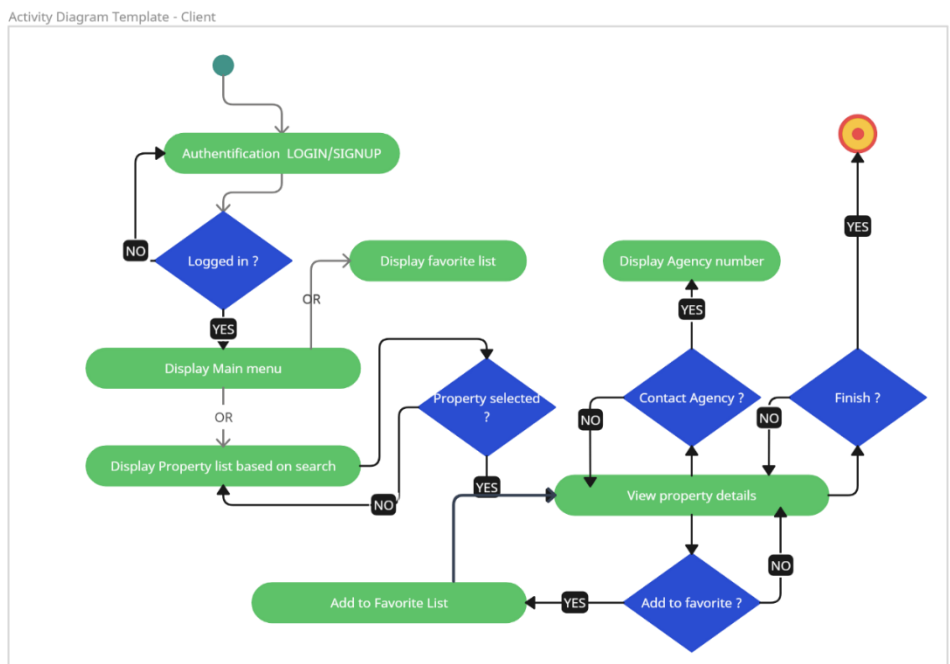 Activity Diagram Template - Client
Authentification LOGIN/SIGNUP
NO
Logged in ?
YES
Display favorite list
OR
Display Main menu
OR
Display Property list based on search
Property selected
?
NO
YES
Display Agency number
YES
Contact Agency ?
NO
YES
Finish ?
NO
View property details
NO
Add to favorite ?
YES
Add to Favorite List